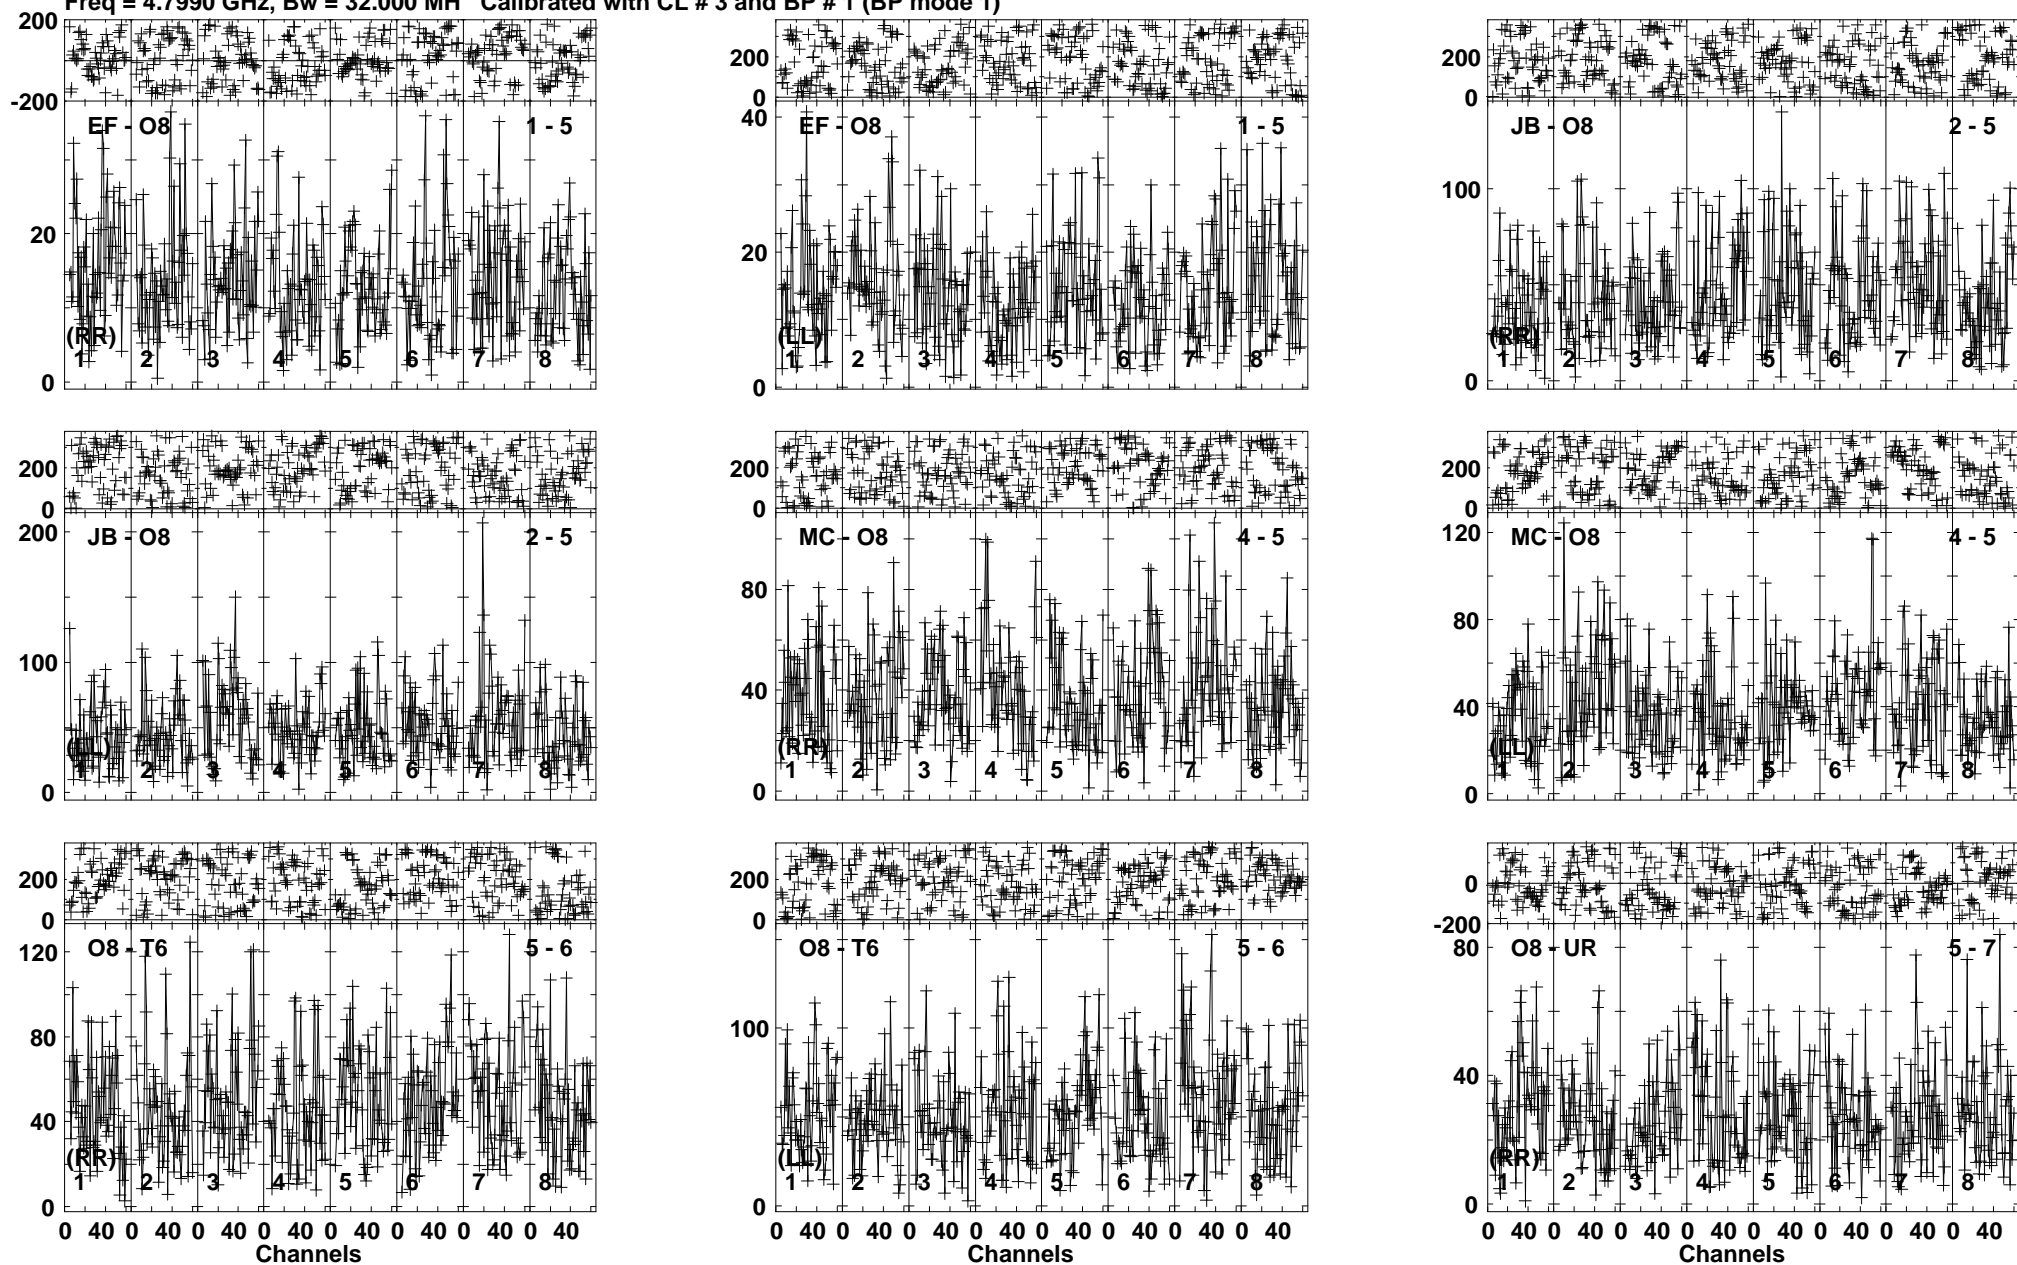 Freq = 4.7990 GHz, Bw = 32.000 MH Calibrated with CL # 3 and BP # 1 (BP mode 1)
200
-200
EF - O8 1 - 5
20
0
(RR)
1 2 3 4 5 6 7 8
200
0
EF - O8 1 - 5
40
20
0
(LL)
1 2 3 4 5 6 7 8
200
0
JB - O8 2 - 5
100
0
(RR)
1 2 3 4 5 6 7 8
200
0
JB - O8 2 - 5
200
100
0
(LL)
1 2 3 4 5 6 7 8
200
0
MC - O8 4 - 5
80
40
0
(RR)
1 2 3 4 5 6 7 8
200
0
MC - O8 4 - 5
120
80
40
0
(LL)
1 2 3 4 5 6 7 8
200
0
O8 - T6 5 - 6
120
80
40
0
(RR)
1 2 3 4 5 6 7 8
0 40 0 40 0 40 0 40 0 40 0 40 0 40 0 40
Channels
200
0
O8 - T6 5 - 6
100
0
(LL)
1 2 3 4 5 6 7 8
0 40 0 40 0 40 0 40 0 40 0 40 0 40 0 40
Channels
0
-200
O8 - UR 5 - 7
80
40
0
(RR)
1 2 3 4 5 6 7 8
0 40 0 40 0 40 0 40 0 40 0 40 0 40 0 40
Channels